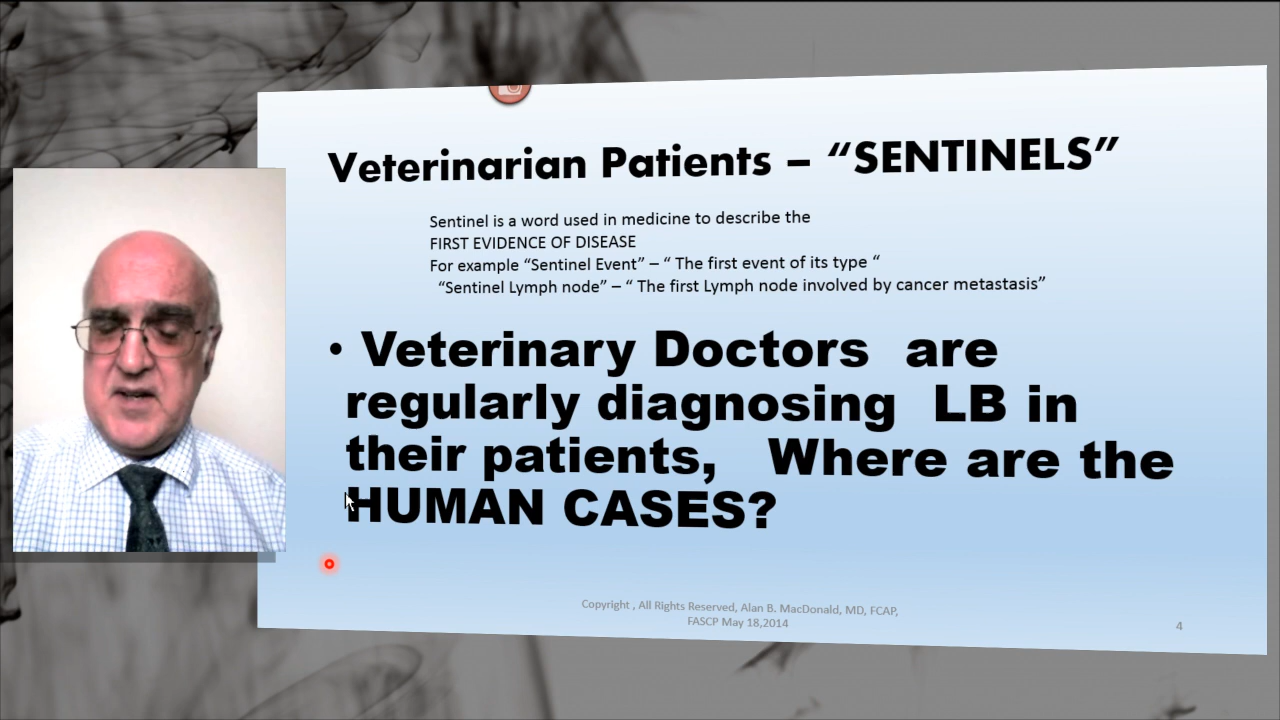 Veterinarian Patients – “SENTINELS”
Sentinel is a word used in medicine to describe the
FIRST EVIDENCE OF DISEASE
For example “Sentinel Event” – “ The first event of its type “
“Sentinel Lymph node” – “ The first Lymph node involved by cancer metastasis”
• Veterinary Doctors are
regularly diagnosing LB in
their patients, Where are the
HUMAN CASES?
Copyright , All Rights Reserved, Alan B. MacDonald, MD, FCAP,
FASCP May 18,2014
4